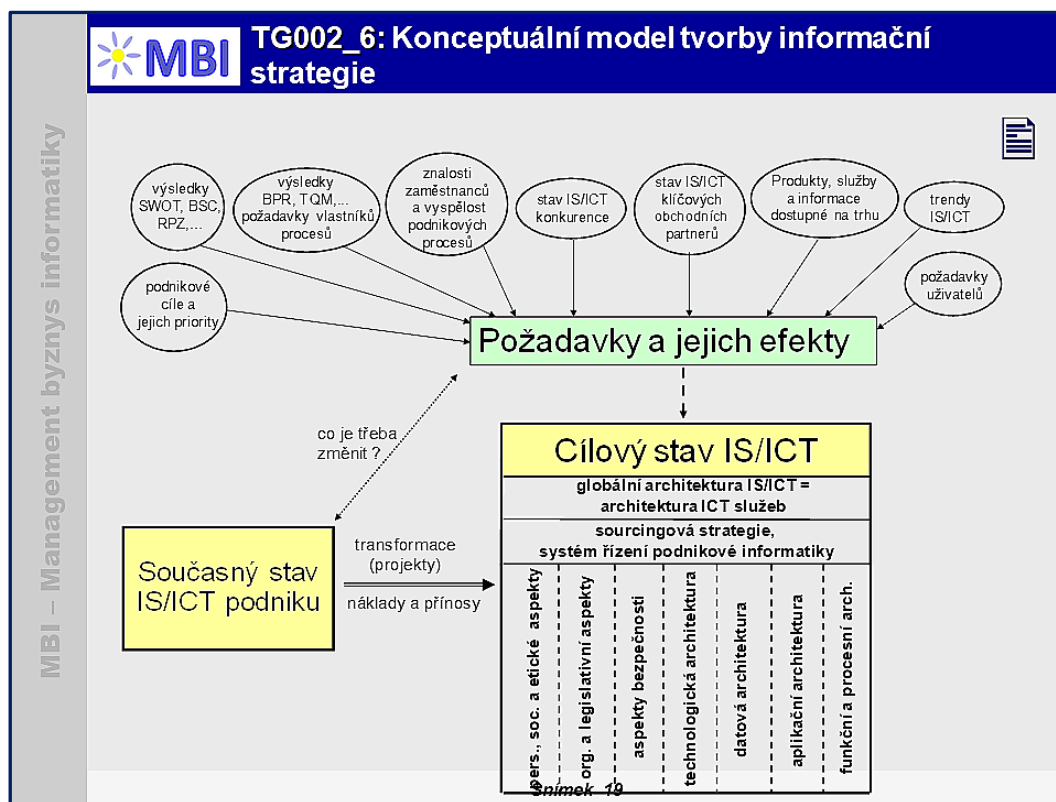 MBI
TG002_6: Konceptuální model tvorby informační
strategie
MBI – Management byznys informatiky
výsledky
SWOT, BSC,
RPZ,...
výsledky
BPR, TQM,...
požadavky vlastníků
procesů
znalosti
zaměstnanců
a vyspělost
podnikových
procesů
stav IS/ICT
konkurence
stav IS/ICT
klíčových
obchodních
partnerů
Produkty, služby
a informace
dostupné na trhu
trendy
IS/ICT
podnikové
cíle a
jejich priority
požadavky
uživatelů
Požadavky a jejich efekty
co je třeba
změnit ?
Cílový stav IS/ICT
globální architektura IS/ICT =
architektura ICT služeb
sourcingová strategie,
systém řízení podnikové informatiky
Současný stav
IS/ICT podniku
transformace
(projekty)
náklady a přínosy
pers., soc. a etické aspekty
org. a legislativní aspekty
aspekty bezpečnosti
technologická architektura
datová architektura
aplikační architektura
funkční a procesní arch.
Snímek 19